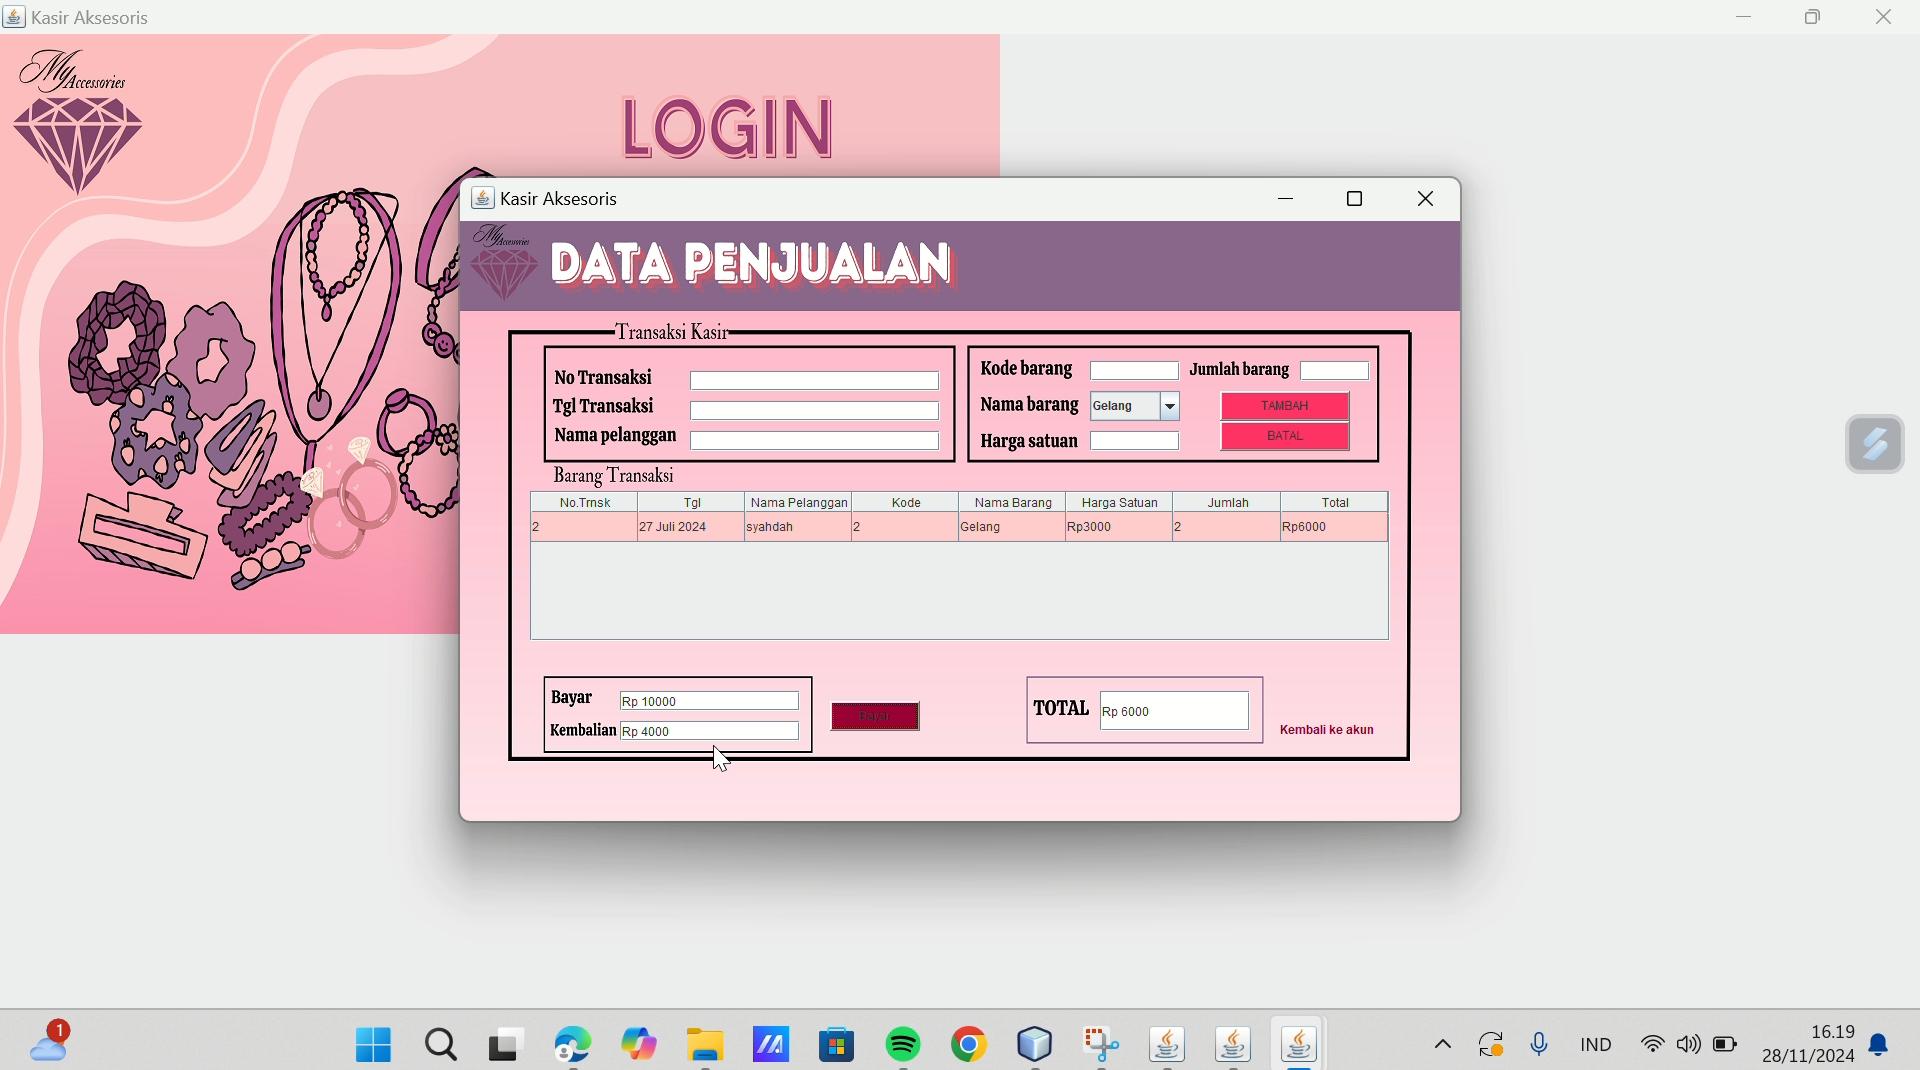 Kasir Aksesoris
My Accessories
LOGIN
Kasir Aksesoris
My Accessories
DATA PENJUALAN
Transaksi Kasir
No Transaksi
Tgl Transaksi
Nama pelanggan
Kode barang
Jumlah barang
Nama barang
Gelang
TAMBAH
Harga satuan
BATAL
Barang Transaksi
No.Trnsk Tgl Nama Pelanggan Kode Nama Barang Harga Satuan Jumlah Total
2 27 Juli 2024 syahdah 2 Gelang Rp3000 2 Rp6000
Bayar Rp 10000
Kembalian Rp 4000
Bayar
TOTAL Rp 6000
Kembali ke akun
1
IND
16.19
28/11/2024